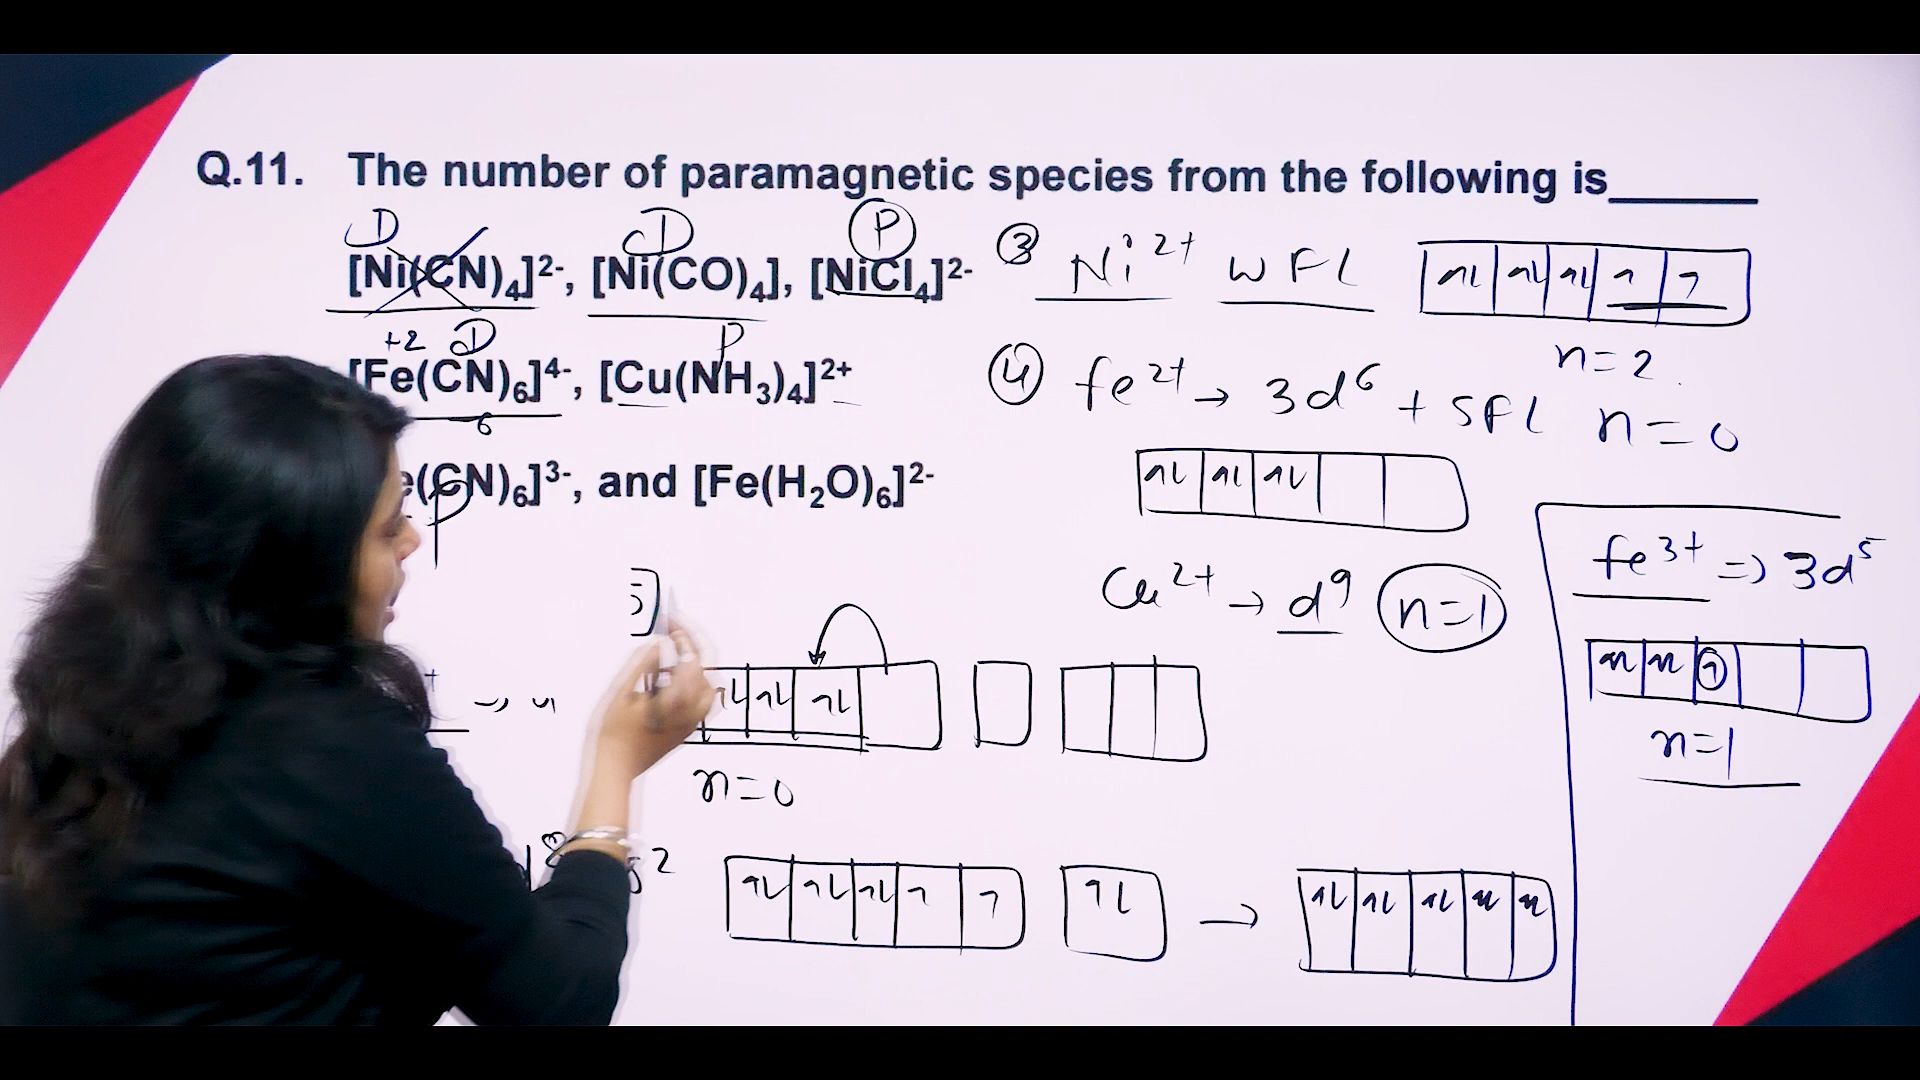 Q.11. The number of paramagnetic species from the following is______
D D P
[Ni(CN)₄]²⁻, [Ni(CO)₄], [NiCl₄]²⁻
③ Ni²⁺ WFL
n=2
+2 D P
[Fe(CN)₆]⁴⁻, [Cu(NH₃)₄]²⁺
6
④ fe²⁺ → 3d⁶ + SFL n=0
e(CN)₆]³⁻, and [Fe(H₂O)₆]²⁻
P
Cu²⁺ → d⁹ n=1
fe³⁺ ⇒ 3d⁵
n=1
n=0